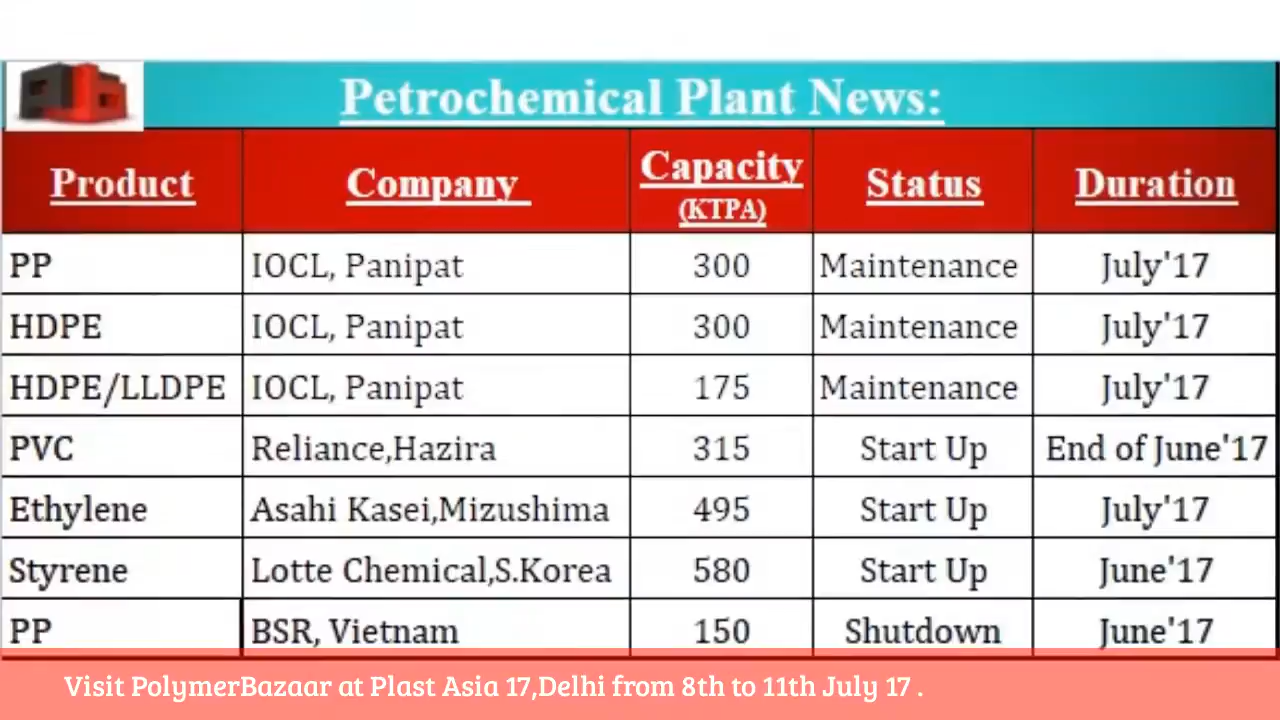 Petrochemical Plant News:
Product Company Capacity (KTPA) Status Duration
PP IOCL, Panipat 300 Maintenance July'17
HDPE IOCL, Panipat 300 Maintenance July'17
HDPE/LLDPE IOCL, Panipat 175 Maintenance July'17
PVC Reliance,Hazira 315 Start Up End of June'17
Ethylene Asahi Kasei,Mizushima 495 Start Up July'17
Styrene Lotte Chemical,S.Korea 580 Start Up June'17
PP BSR, Vietnam 150 Shutdown June'17
Visit PolymerBazaar at Plast Asia 17,Delhi from 8th to 11th July 17 .